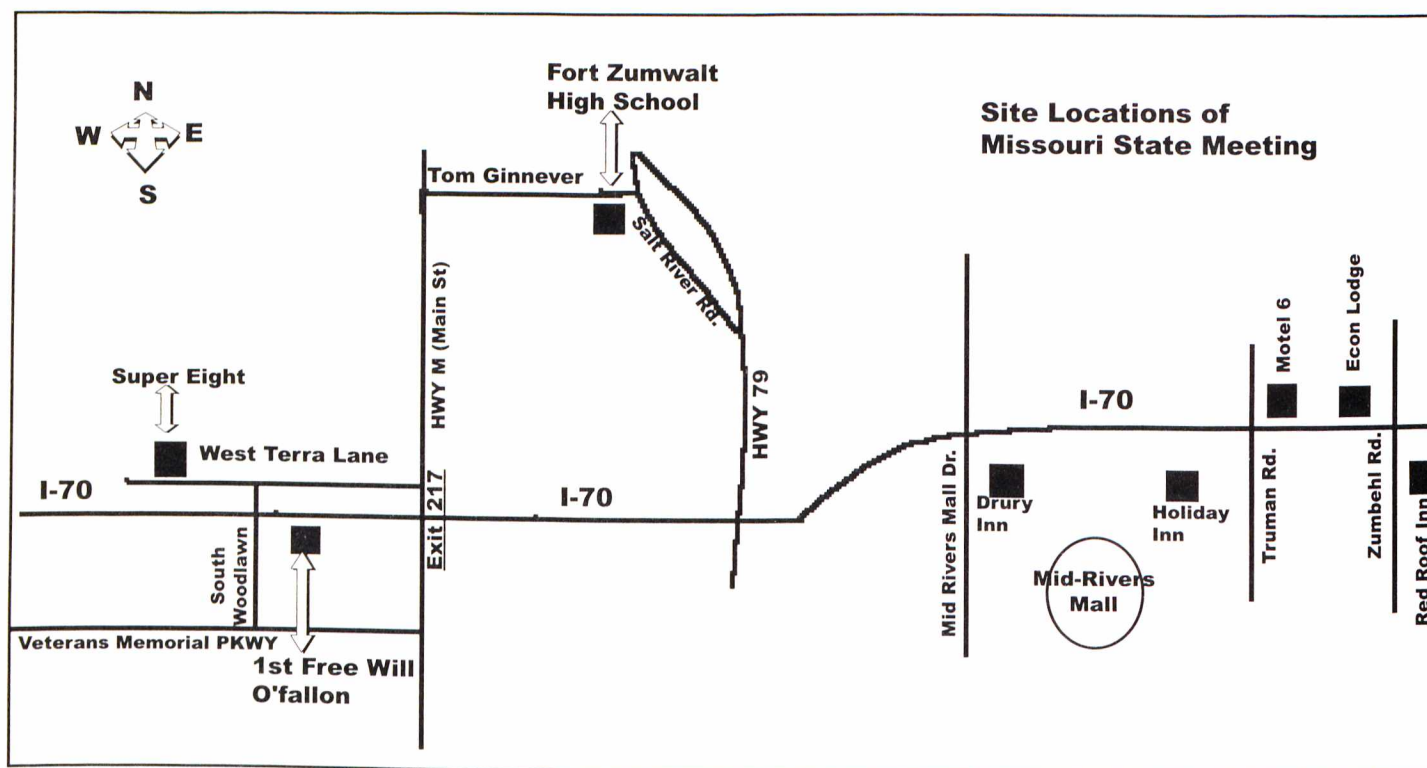 Site Locations of
Missouri State Meeting
N
W E
S
Fort Zumwalt
High School
Tom Ginnever
Salt River Rd.
HWY M (Main St)
HWY 79
Super Eight
West Terra Lane
I-70
I-70
I-70
Exit 217
South
Woodlawn
Veterans Memorial PKWY
1st Free Will
O'fallon
Mid Rivers Mall Dr.
Drury
Inn
Holiday
Inn
Mid-Rivers
Mall
Truman Rd.
Motel 6
Econ Lodge
Zumbehl Rd.
Red Roof Inn